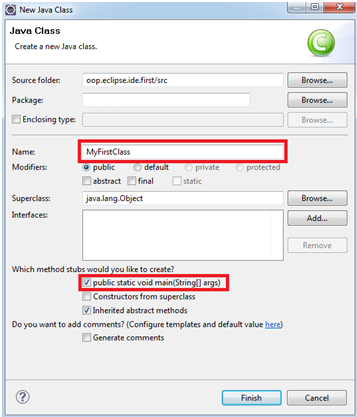 New Java Class
Java Class
Create a new Java class.
C
Source folder: oop.eclipse.ide.first/src Browse...
Package: Browse...
Enclosing type: Browse...
Name: MyFirstClass
Modifiers: public default private protected
abstract final static
Superclass: java.lang.Object Browse...
Interfaces: Add...
Remove
Which method stubs would you like to create?
public static void main(String[] args)
Constructors from superclass
Inherited abstract methods
Do you want to add comments? (Configure templates and default value here)
Generate comments
? Finish Cancel